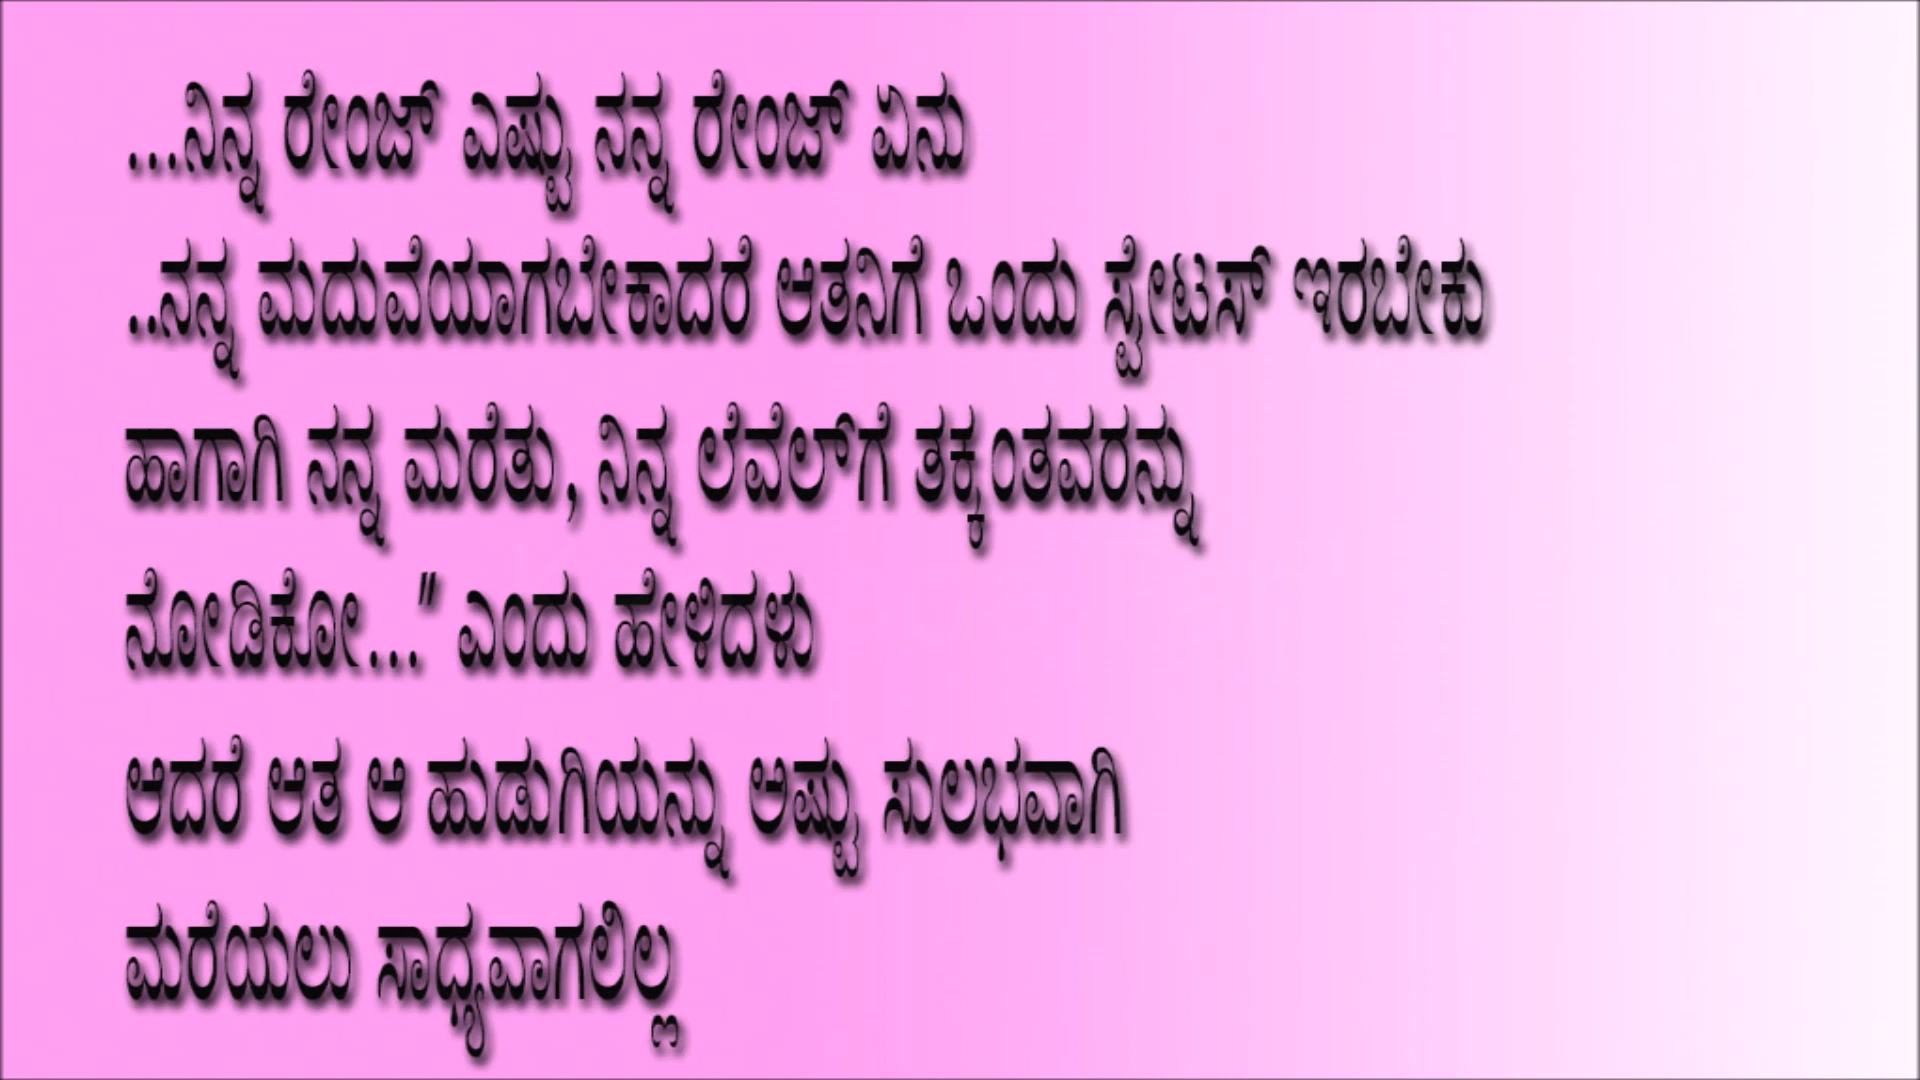 ...ನಿನ್ನ ರೇಂಜ್ ಎಷ್ಟು ನನ್ನ ರೇಂಜ್ ಏನು
..ನನ್ನ ಮದುವೆಯಾಗಬೇಕಾದರೆ ಆತನಿಗೆ ಒಂದು ಸ್ಟೇಟಸ್ ಇರಬೇಕು
ಹಾಗಾಗಿ ನನ್ನ ಮರೆತು, ನಿನ್ನ ಲೆವೆಲ್‌ಗೆ ತಕ್ಕಂತವರನ್ನು
ನೋಡಿಕೋ..." ಎಂದು ಹೇಳಿದಳು
ಆದರೆ ಆತ ಆ ಹುಡುಗಿಯನ್ನು ಅಷ್ಟು ಸುಲಭವಾಗಿ
ಮರೆಯಲು ಸಾಧ್ಯವಾಗಲಿಲ್ಲ